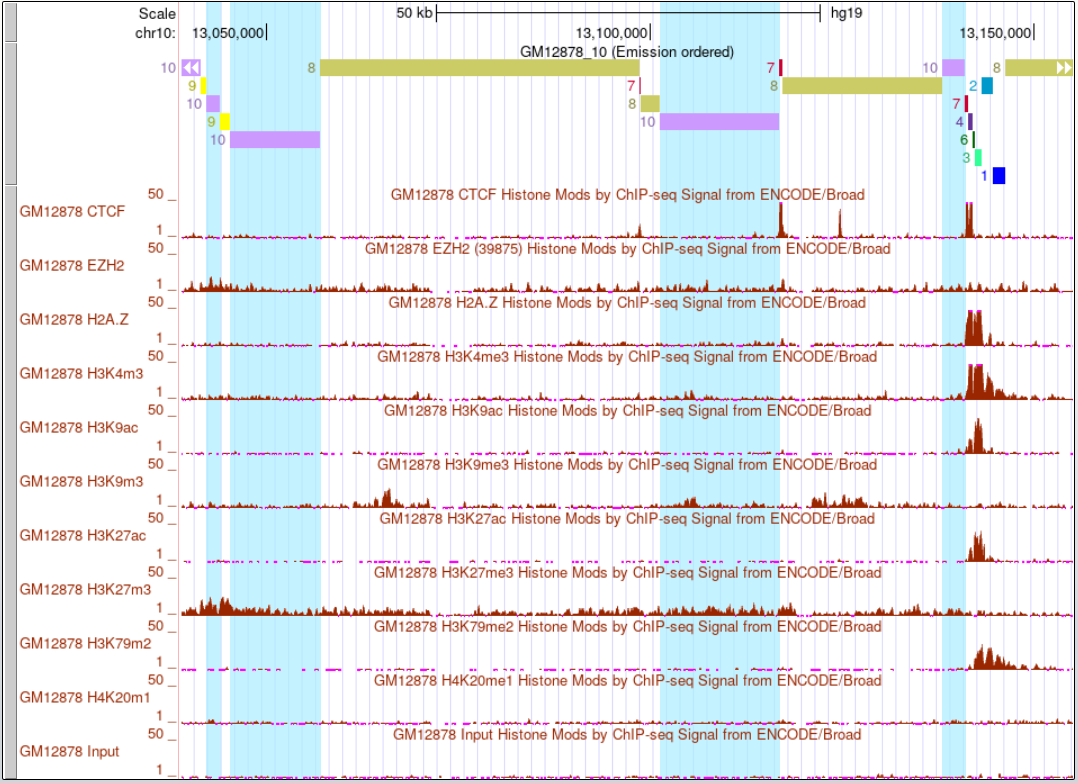 Scale 50 kb hg19
chr10: 13,050,000 13,100,000 13,150,000
GM12878_10 (Emission ordered)
10 8 7 10 8
9 7 8 2
10 8 7
9 10 4
10 6
3
1
50 GM12878 CTCF Histone Mods by ChIP-seq Signal from ENCODE/Broad
GM12878 CTCF
1
50 GM12878 EZH2 (39875) Histone Mods by ChIP-seq Signal from ENCODE/Broad
GM12878 EZH2
1
50 GM12878 H2A.Z Histone Mods by ChIP-seq Signal from ENCODE/Broad
GM12878 H2A.Z
1
50 GM12878 H3K4me3 Histone Mods by ChIP-seq Signal from ENCODE/Broad
GM12878 H3K4m3
1
50 GM12878 H3K9ac Histone Mods by ChIP-seq Signal from ENCODE/Broad
GM12878 H3K9ac
1
50 GM12878 H3K9me3 Histone Mods by ChIP-seq Signal from ENCODE/Broad
GM12878 H3K9m3
1
50 GM12878 H3K27ac Histone Mods by ChIP-seq Signal from ENCODE/Broad
GM12878 H3K27ac
1
50 GM12878 H3K27me3 Histone Mods by ChIP-seq Signal from ENCODE/Broad
GM12878 H3K27m3
1
50 GM12878 H3K79me2 Histone Mods by ChIP-seq Signal from ENCODE/Broad
GM12878 H3K79m2
1
50 GM12878 H4K20me1 Histone Mods by ChIP-seq Signal from ENCODE/Broad
GM12878 H4K20m1
1
50 GM12878 Input Histone Mods by ChIP-seq Signal from ENCODE/Broad
GM12878 Input
1